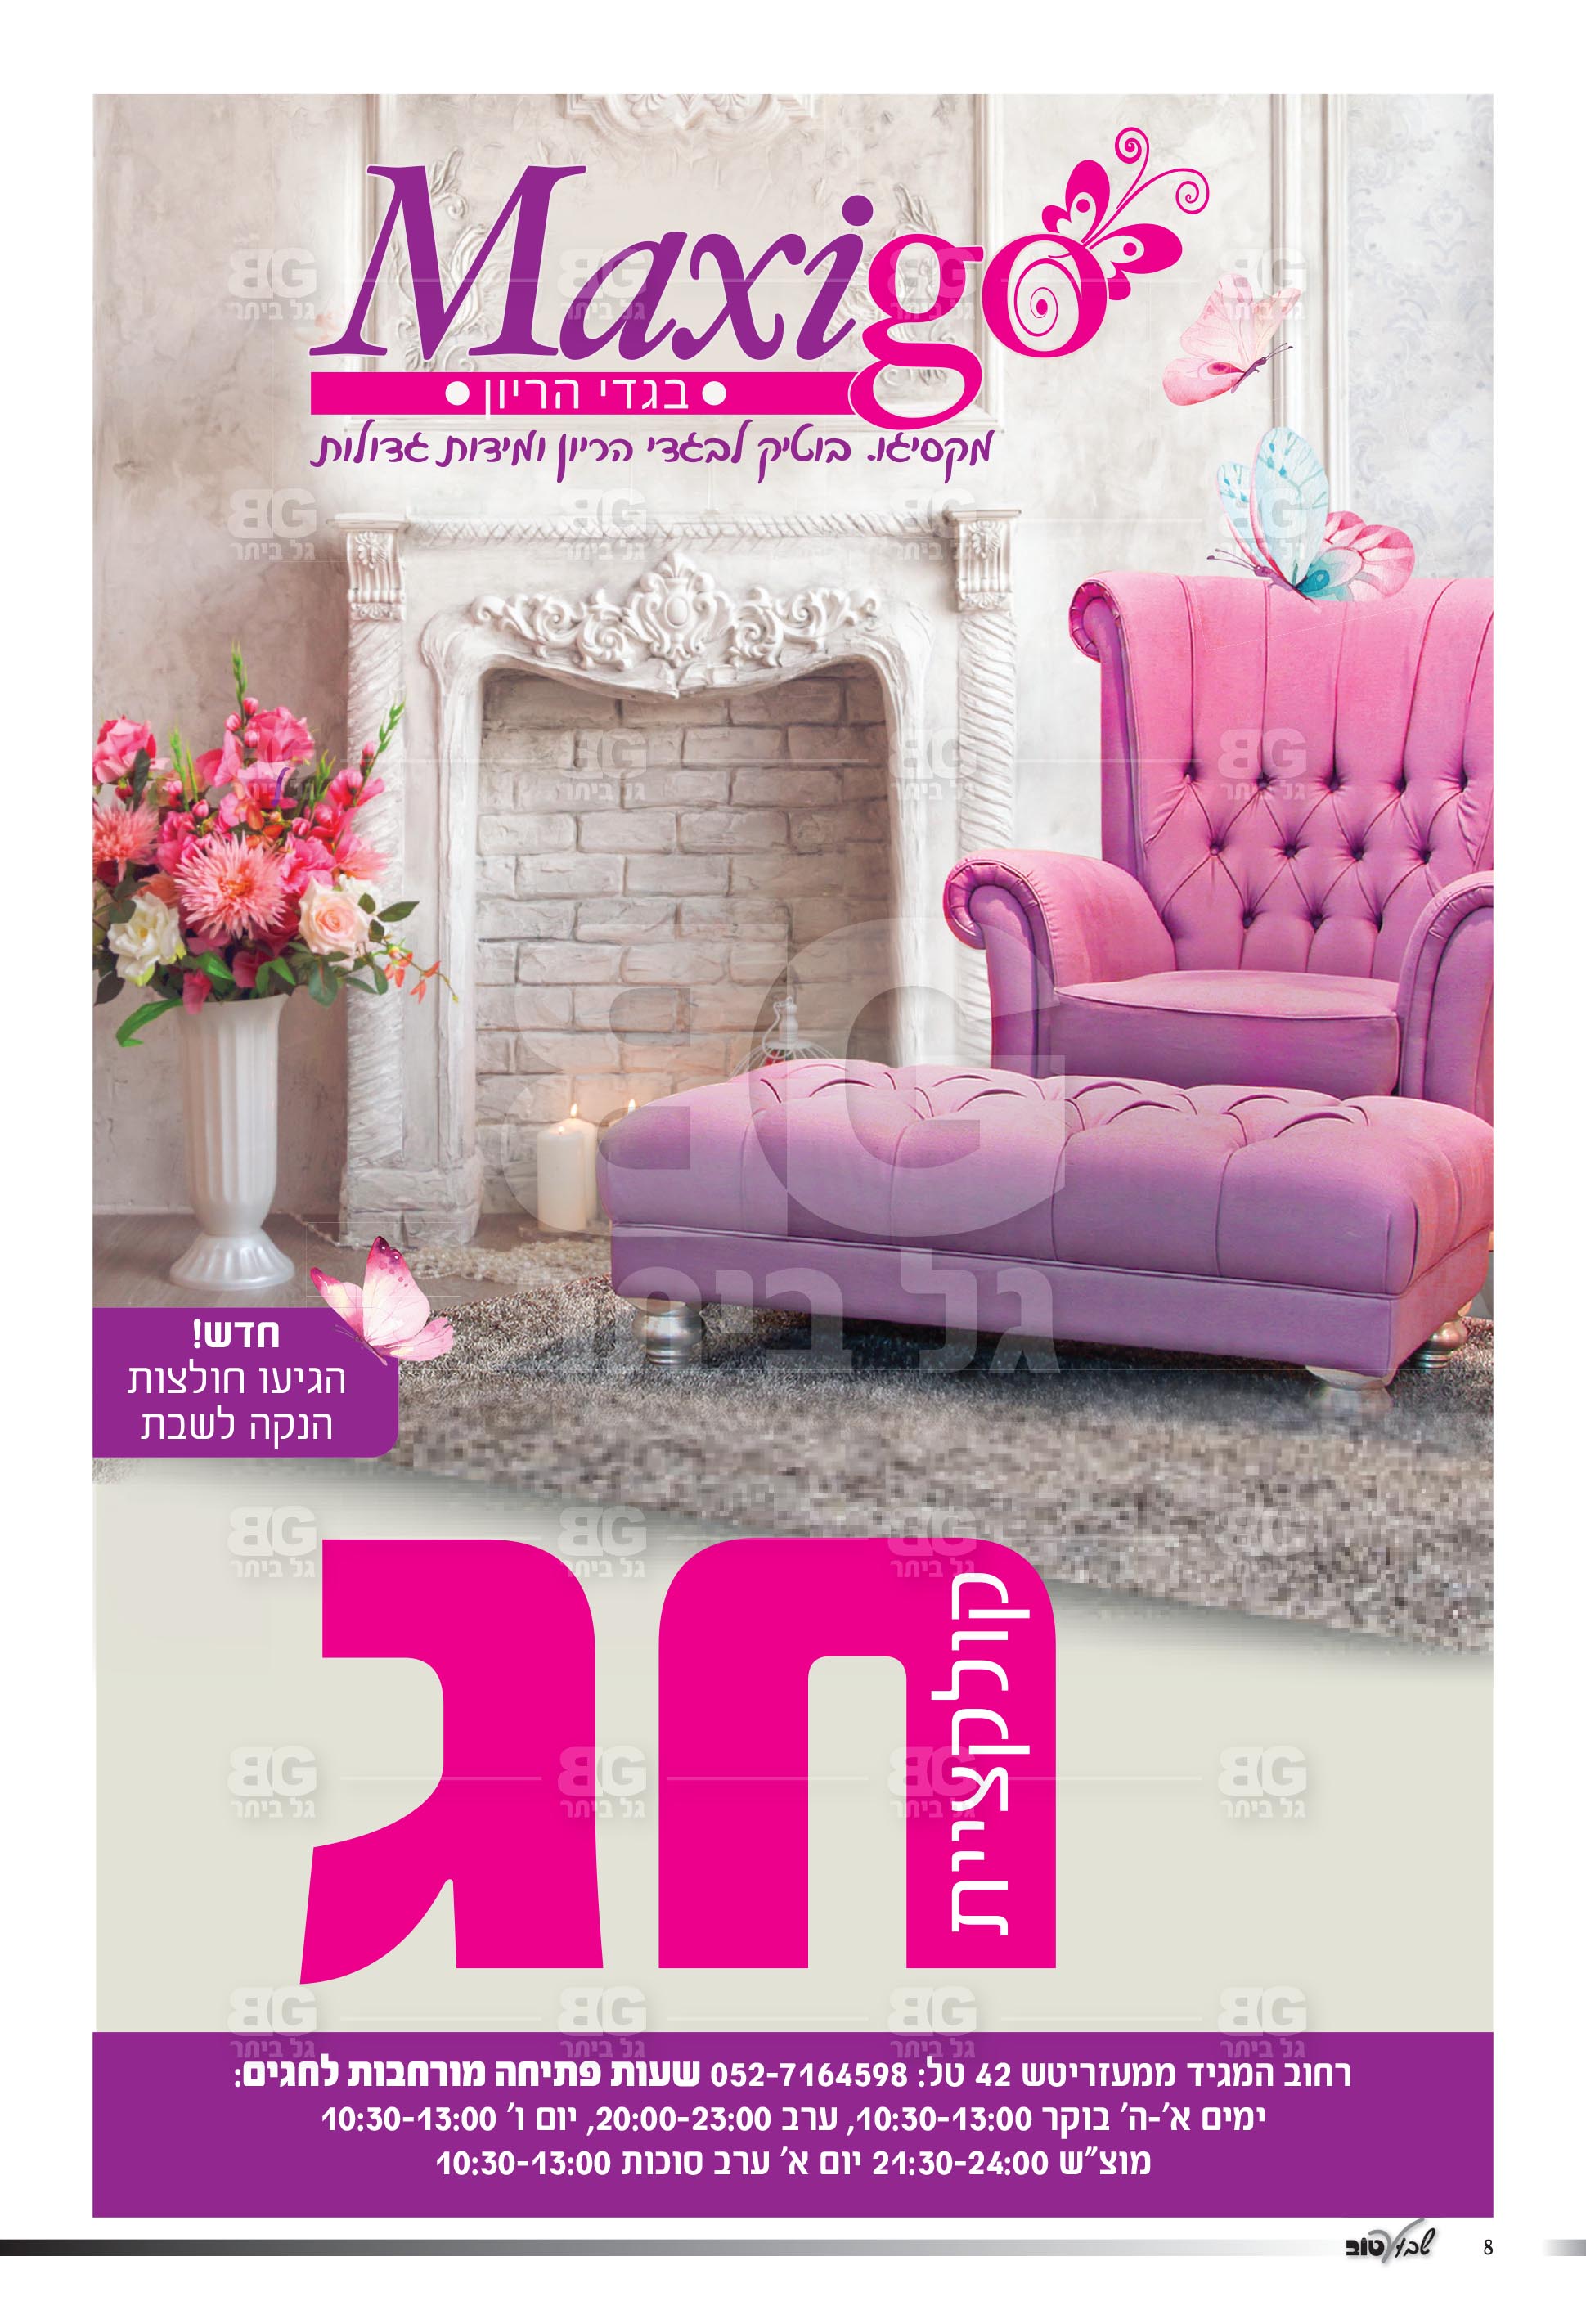 Maxigo
• בגדי הריון •
מקסיגו. בוטיק לבגדי הריון ומידות גדולות
חדש!
הגיעו חולצות
הנקה לשבת
קולקציית
חג
רחוב המגיד ממעזריטש 42 טל: 052-7164598 שעות פתיחה מורחבות לחגים:
ימים א'-ה' בוקר 10:30-13:00, ערב 20:00-23:00, יום ו' 10:30-13:00
מוצ"ש 21:30-24:00 יום א' ערב סוכות 10:30-13:00
שבוע טוב
8
BG
גל ביתר